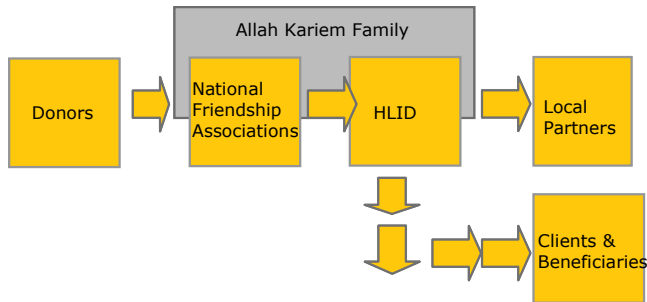 Allah Kariem Family
Donors
National
Friendship
Associations
HLID
Local
Partners
Clients &
Beneficiaries